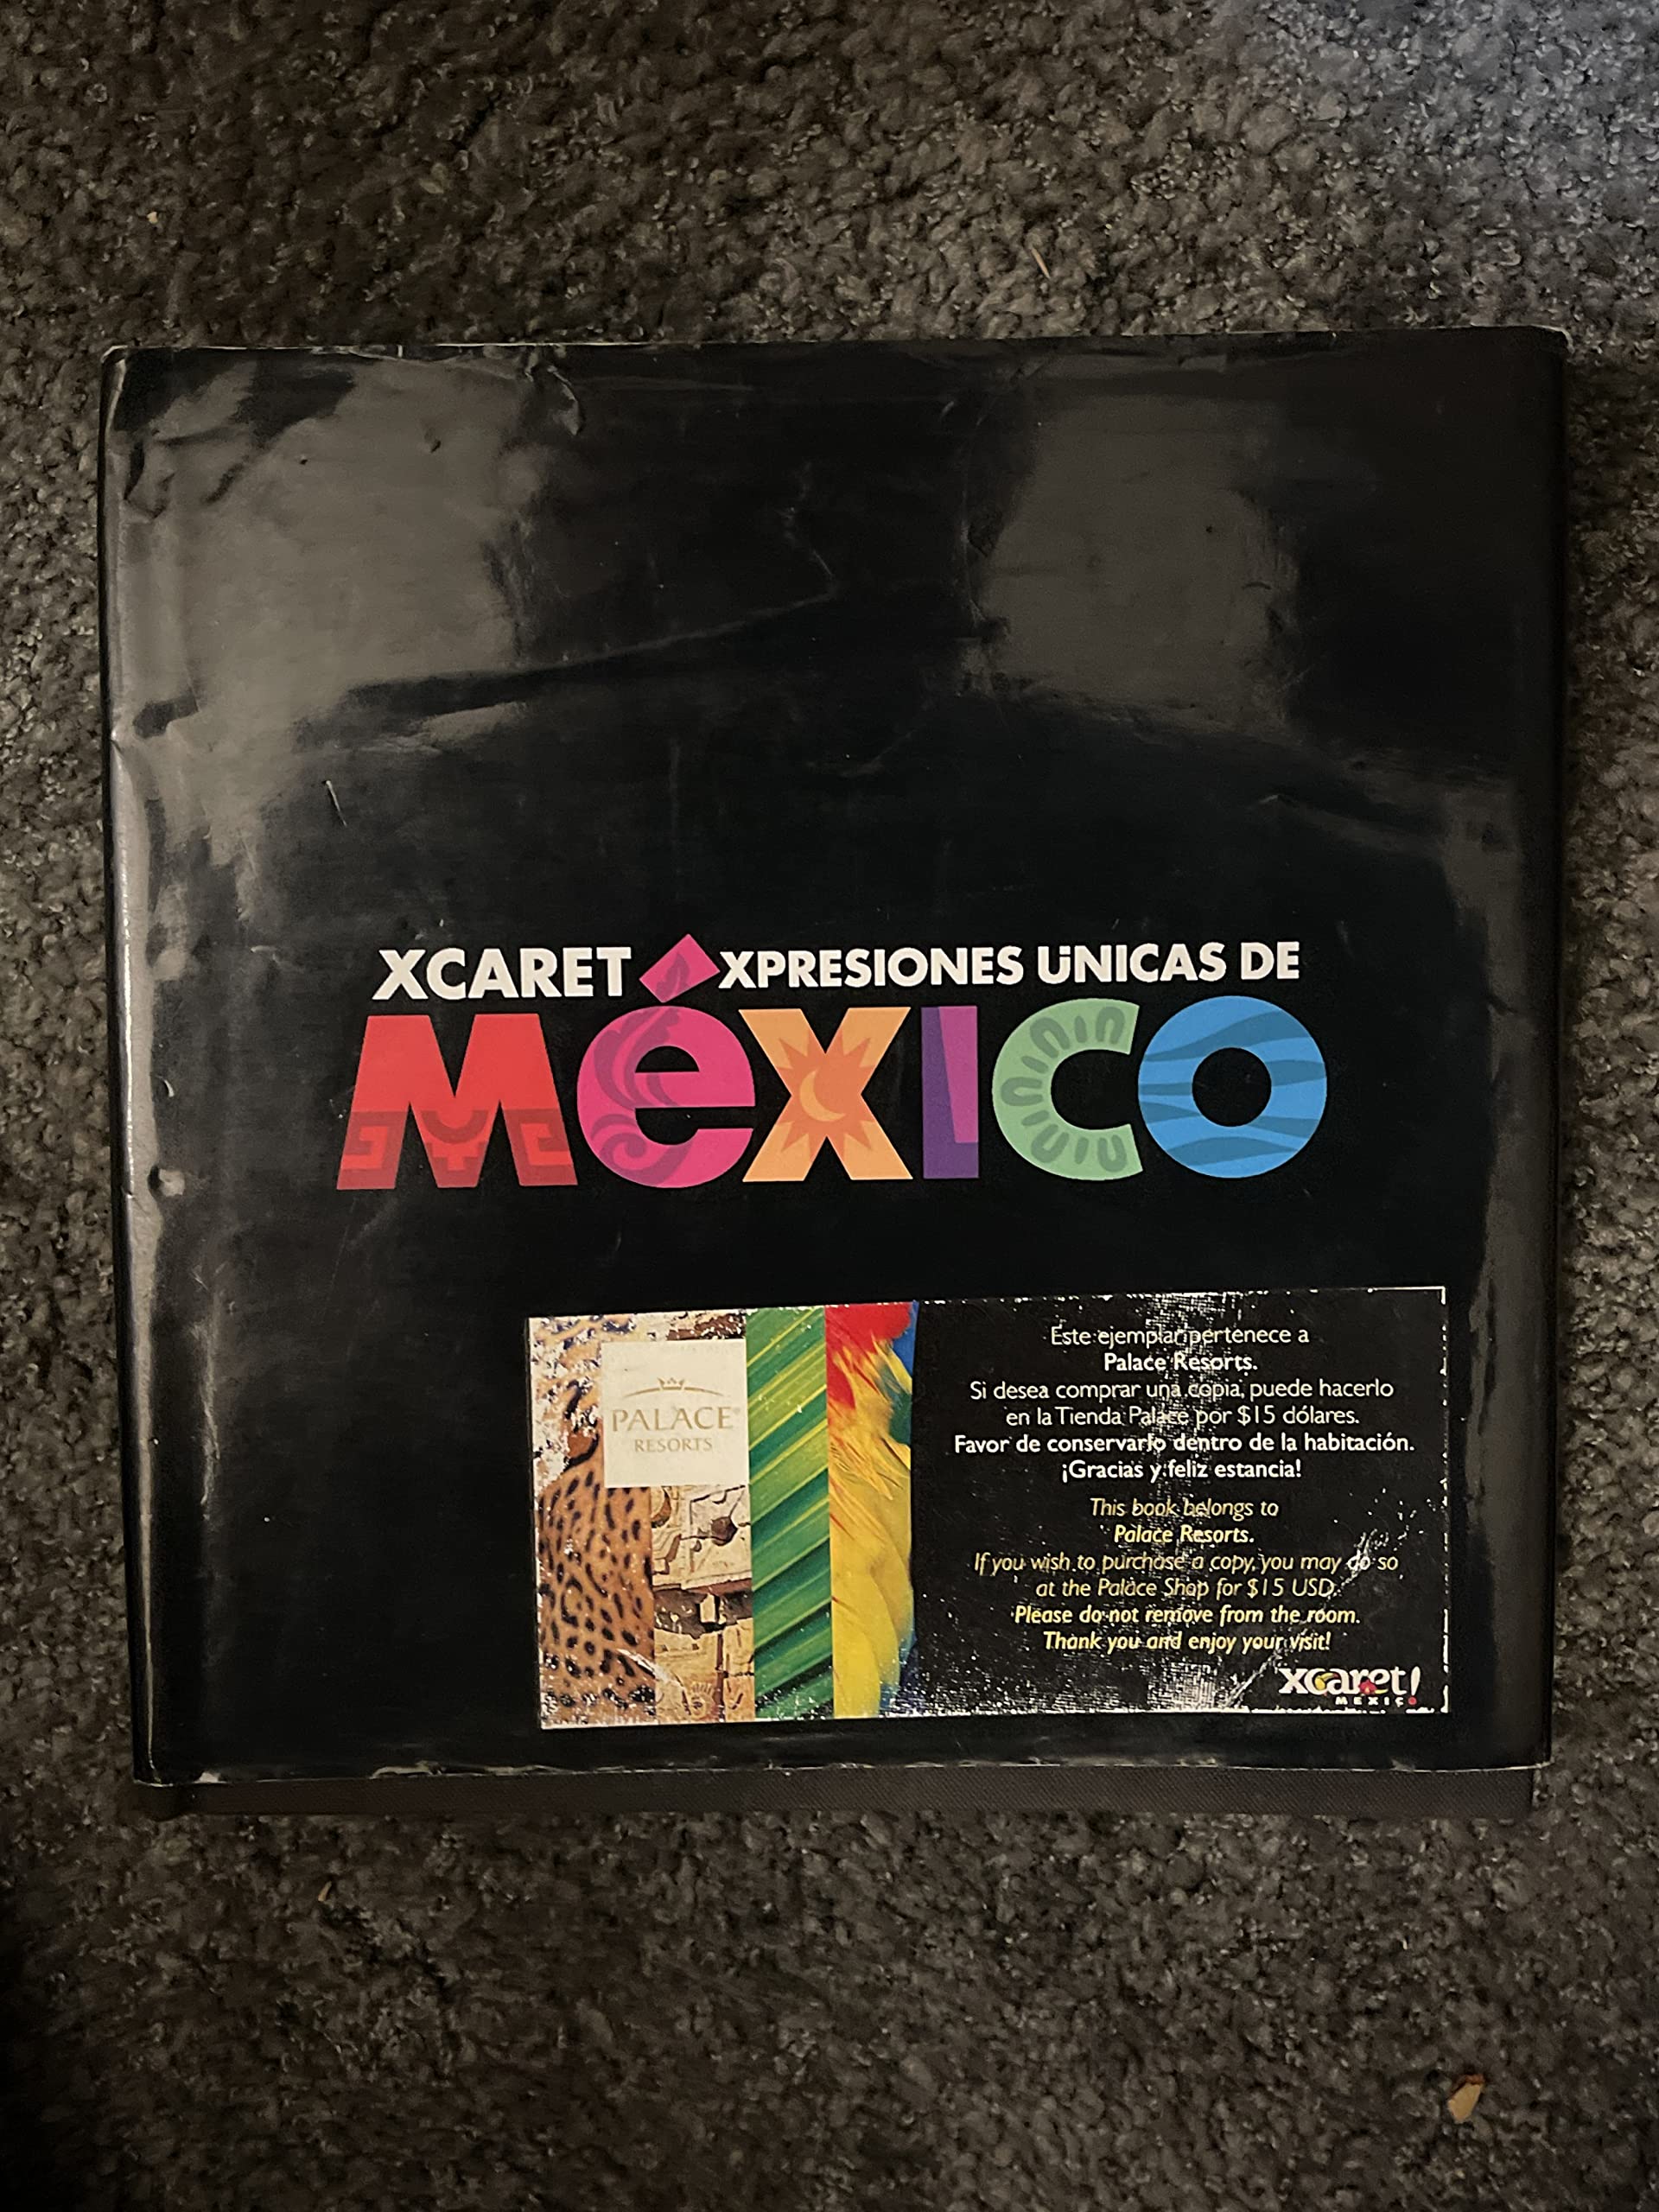 XCARET éXPRESIONES UNICAS DE
MéXICO
PALACE®
RESORTS
Este ejemplar pertenece a
Palace Resorts.
Si desea comprar una copia, puede hacerlo
en la Tienda Palace por $15 dólares.
Favor de conservarlo dentro de la habitación.
¡Gracias y feliz estancia!
This book belongs to
Palace Resorts.
If you wish to purchase a copy, you may do so
at the Palace Shop for $15 USD.
Please do not remove from the room.
Thank you and enjoy your visit!
xcaret!
MEXICO